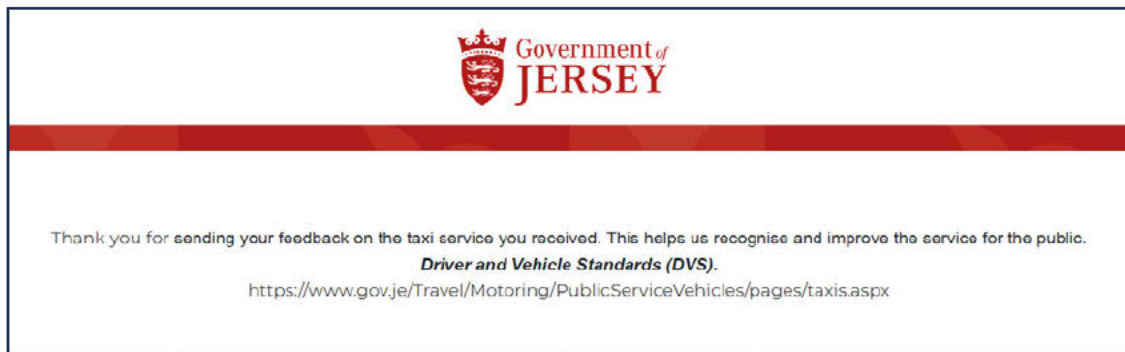 Government of
JERSEY
Thank you for sending your feedback on the taxi service you received. This helps us recognise and improve the service for the public.
Driver and Vehicle Standards (DVS).
https://www.gov.je/Travel/Motoring/PublicServiceVehicles/pages/taxis.aspx